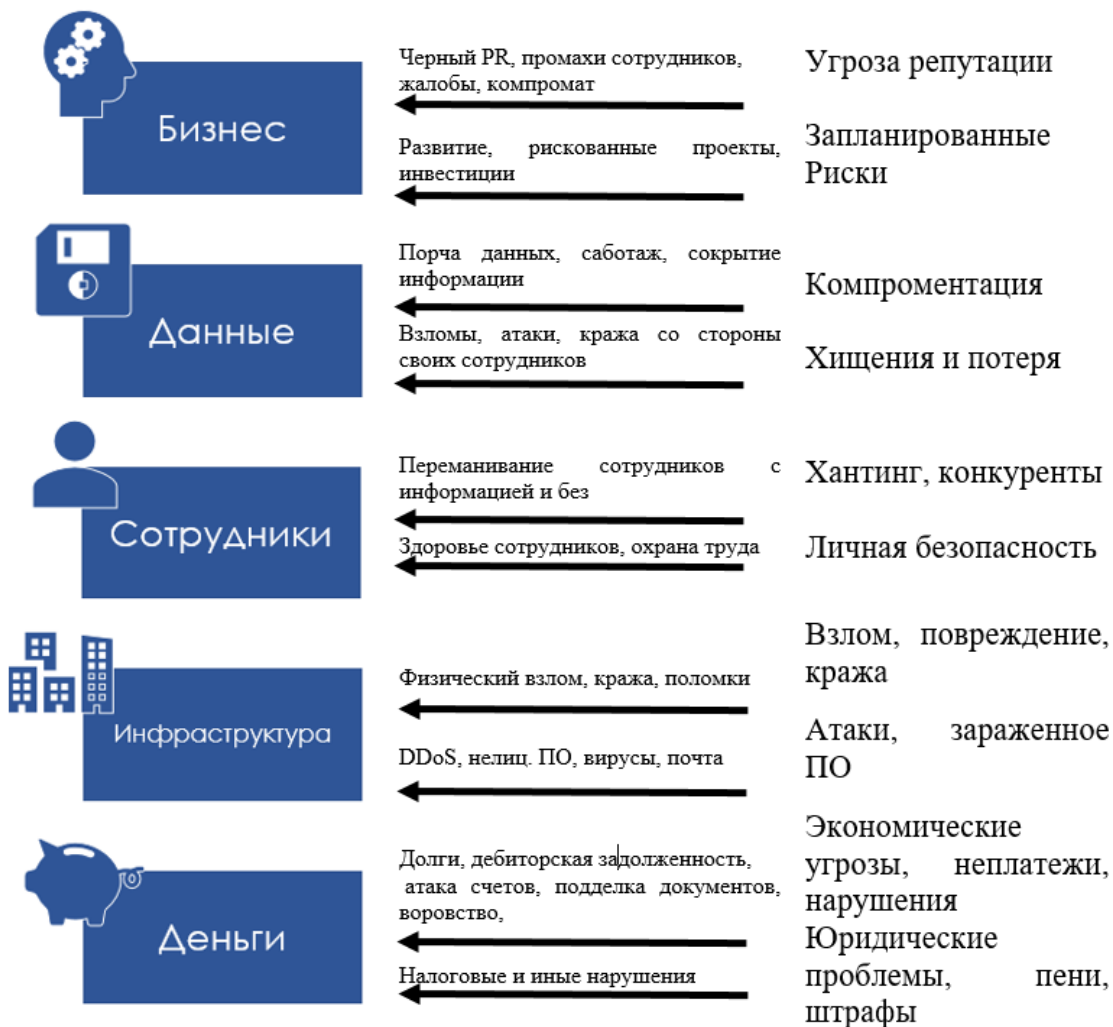 Бизнес
Черный PR, промахи сотрудников,
жалобы, компромат
Угроза репутации
Развитие, рискованные проекты,
инвестиции
Запланированные
Риски
Данные
Порча данных, саботаж, сокрытие
информации
Компроментация
Взломы, атаки, кража со стороны
своих сотрудников
Хищения и потеря
Сотрудники
Переманивание сотрудников с
информацией и без
Хантинг, конкуренты
Здоровье сотрудников, охрана труда
Личная безопасность
Инфраструктура
Физический взлом, кража, поломки
Взлом, повреждение,
кража
DDoS, нелиц. ПО, вирусы, почта
Атаки, зараженное
ПО
Деньги
Долги, дебиторская задолженность,
атака счетов, подделка документов,
воровство,
Экономические
угрозы, неплатежи,
нарушения
Налоговые и иные нарушения
Юридические
проблемы, пени,
штрафы